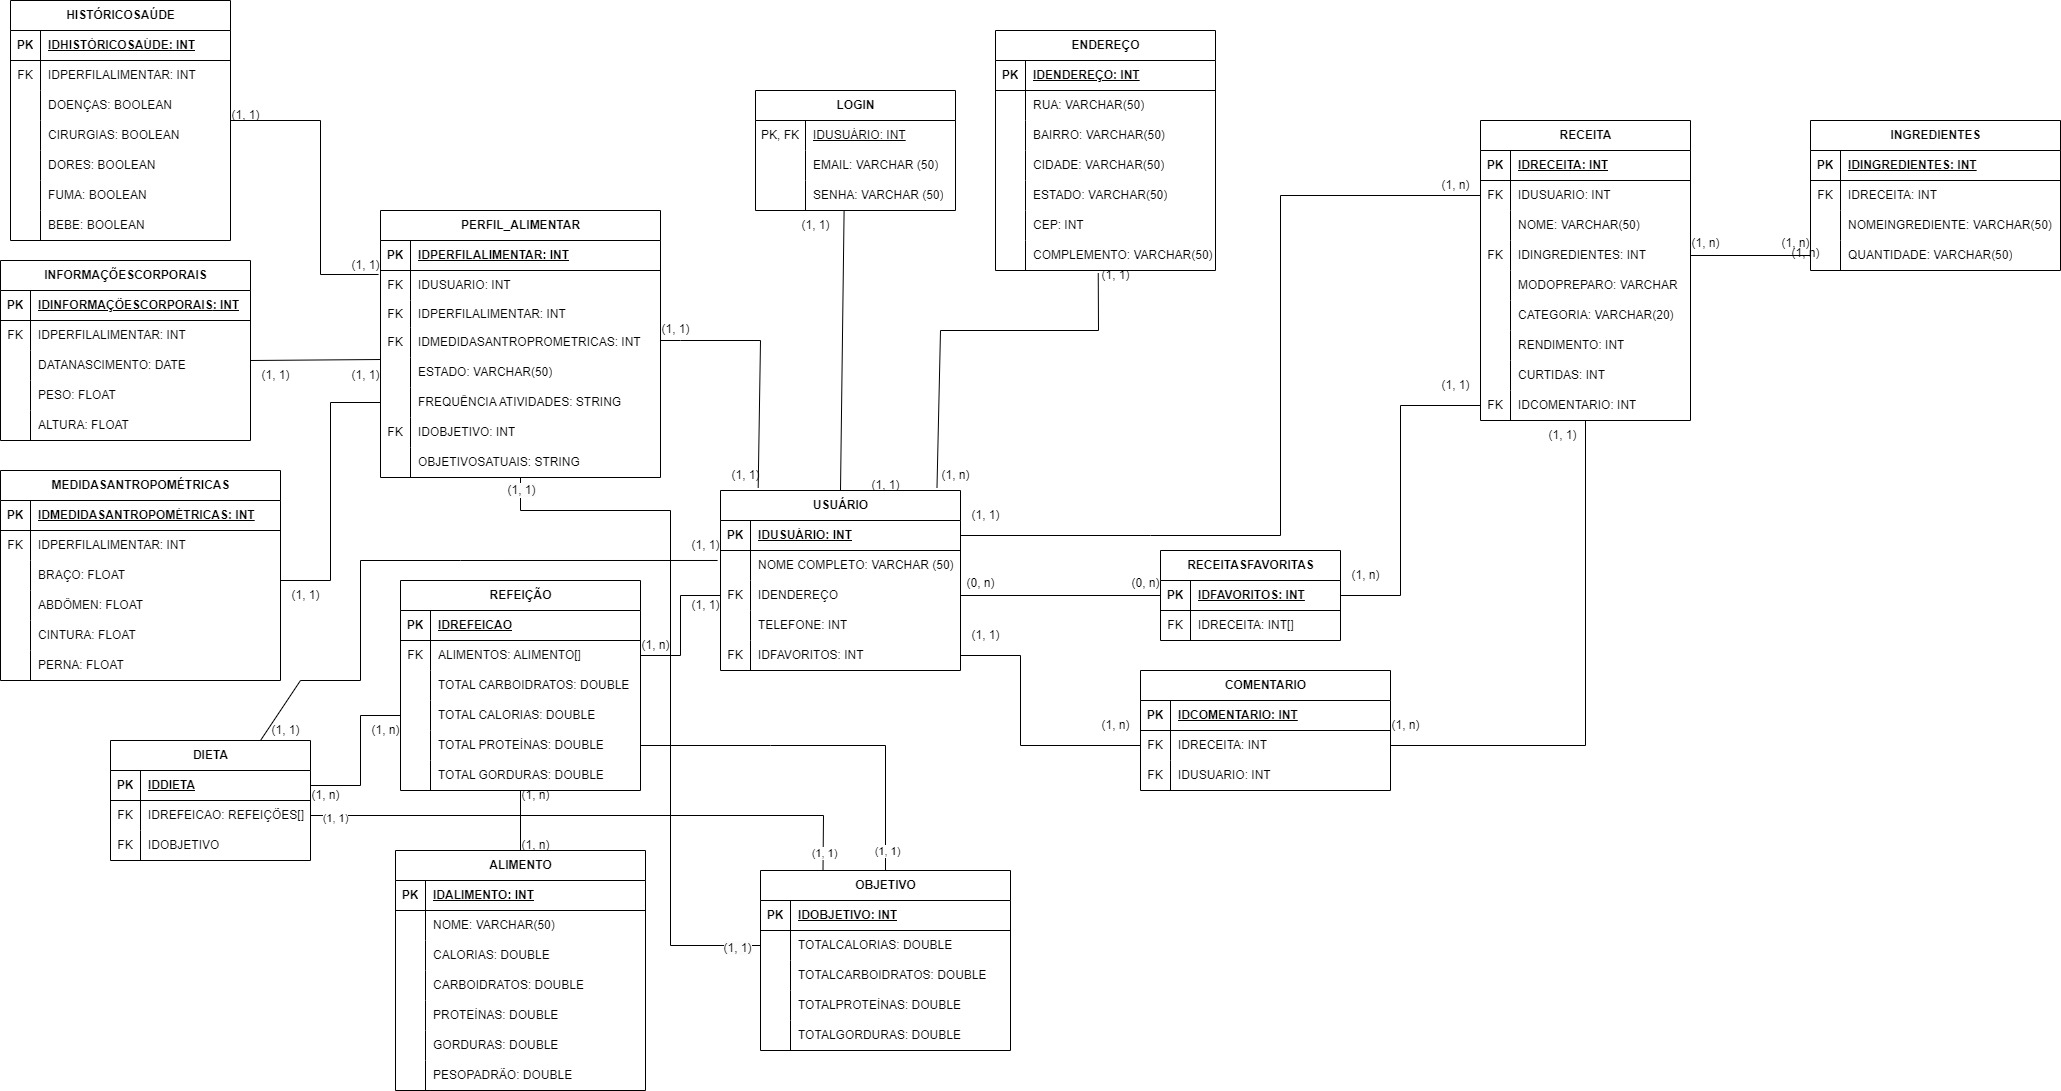 HISTÓRICOSAÚDE
PK IDHISTÓRICOSAÚDE: INT
FK IDPERFILALIMENTAR: INT
DOENÇAS: BOOLEAN
CIRURGIAS: BOOLEAN
DORES: BOOLEAN
FUMA: BOOLEAN
BEBE: BOOLEAN
(1, 1)
(1, 1)
INFORMAÇÕESCORPORAIS
PK IDINFORMAÇÕESCORPORAIS: INT
FK IDPERFILALIMENTAR: INT
DATANASCIMENTO: DATE
PESO: FLOAT
ALTURA: FLOAT
(1, 1)
(1, 1)
MEDIDASANTROPOMÉTRICAS
PK IDMEDIDASANTROPOMÉTRICAS: INT
FK IDPERFILALIMENTAR: INT
BRAÇO: FLOAT
ABDÔMEN: FLOAT
CINTURA: FLOAT
PERNA: FLOAT
(1, 1)
PERFIL_ALIMENTAR
PK IDPERFILALIMENTAR: INT
FK IDUSUARIO: INT
FK IDPERFILALIMENTAR: INT
FK IDMEDIDASANTROPROMETRICAS: INT
ESTADO: VARCHAR(50)
FREQUÊNCIA ATIVIDADES: STRING
FK IDOBJETIVO: INT
OBJETIVOSATUAIS: STRING
(1, 1)
(1, 1)
(1, 1)
LOGIN
PK, FK IDUSUÁRIO: INT
EMAIL: VARCHAR (50)
SENHA: VARCHAR (50)
(1, 1)
(1, 1)
ENDEREÇO
PK IDENDEREÇO: INT
RUA: VARCHAR(50)
BAIRRO: VARCHAR(50)
CIDADE: VARCHAR(50)
ESTADO: VARCHAR(50)
CEP: INT
COMPLEMENTO: VARCHAR(50)
(1, 1)
(1, n)
RECEITA
PK IDRECEITA: INT
FK IDUSUARIO: INT
NOME: VARCHAR(50)
FK IDINGREDIENTES: INT
MODOPREPARO: VARCHAR
CATEGORIA: VARCHAR(20)
RENDIMENTO: INT
CURTIDAS: INT
FK IDCOMENTARIO: INT
(1, n)
(1, 1)
(1, 1)
(1, n)
(1, n)
(1, n)
INGREDIENTES
PK IDINGREDIENTES: INT
FK IDRECEITA: INT
NOMEINGREDIENTE: VARCHAR(50)
QUANTIDADE: VARCHAR(50)
USUÁRIO
PK IDUSUÁRIO: INT
NOME COMPLETO: VARCHAR (50)
FK IDENDEREÇO
TELEFONE: INT
FK IDFAVORITOS: INT
(1, 1)
(1, 1)
(1, 1)
(0, n)
(0, n)
(1, 1)
RECEITASFAVORITAS
PK IDFAVORITOS: INT
FK IDRECEITA: INT[]
(1, n)
COMENTARIO
PK IDCOMENTARIO: INT
FK IDRECEITA: INT
FK IDUSUARIO: INT
(1, n)
(1, n)
REFEIÇÃO
PK IDREFEICAO
FK ALIMENTOS: ALIMENTO[]
TOTAL CARBOIDRATOS: DOUBLE
TOTAL CALORIAS: DOUBLE
TOTAL PROTEÍNAS: DOUBLE
TOTAL GORDURAS: DOUBLE
(1, n)
(1, n)
(1, n)
(1, n)
DIETA
PK IDDIETA
FK IDREFEICAO: REFEIÇÕES[]
FK IDOBJETIVO
(1, 1)
(1, n)
(1, 1)
ALIMENTO
PK IDALIMENTO: INT
NOME: VARCHAR(50)
CALORIAS: DOUBLE
CARBOIDRATOS: DOUBLE
PROTEÍNAS: DOUBLE
GORDURAS: DOUBLE
PESOPADRÃO: DOUBLE
OBJETIVO
PK IDOBJETIVO: INT
TOTALCALORIAS: DOUBLE
TOTALCARBOIDRATOS: DOUBLE
TOTALPROTEÍNAS: DOUBLE
TOTALGORDURAS: DOUBLE
(1, 1)
(1, 1)
(1, 1)